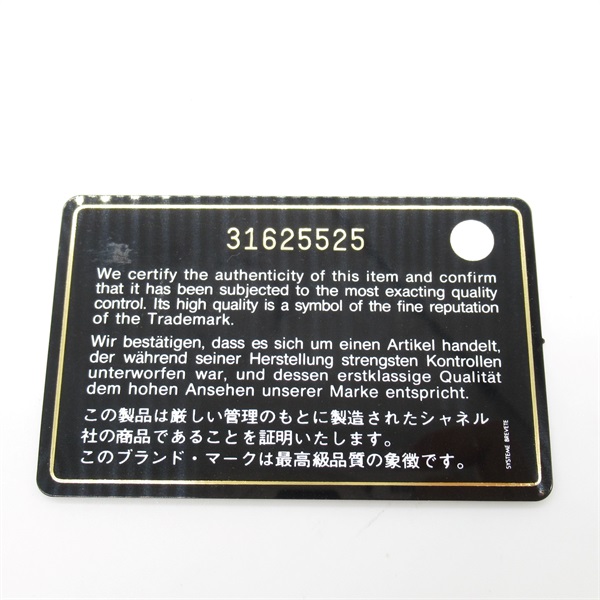 31625525
We certify the authenticity of this item and confirm
that it has been subjected to the most exacting quality
control. Its high quality is a symbol of the fine reputation
of the Trademark.
Wir bestätigen, dass es sich um einen Artikel handelt,
der während seiner Herstellung strengsten Kontrollen
unterworfen war, und dessen erstklassige Qualität
dem hohen Ansehen unserer Marke entspricht.
この製品は厳しい管理のもとに製造されたシャネル
社の商品であることを証明いたします。
このブランド・マークは最高級品質の象徴です。
SYSTEME BREVETE